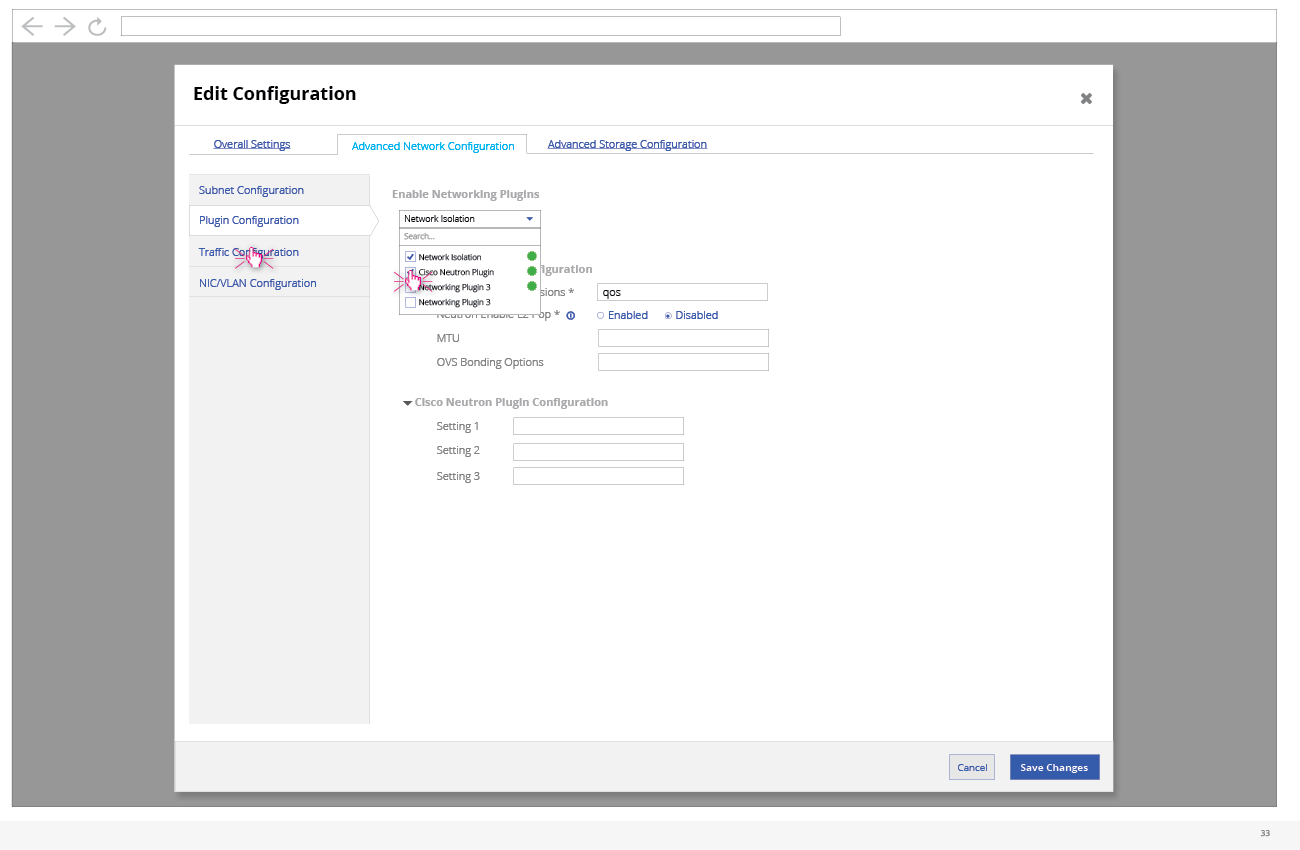 Edit Configuration
Overall Settings
Advanced Network Configuration
Advanced Storage Configuration
Subnet Configuration
Plugin Configuration
Traffic Configuration
NIC/VLAN Configuration
Enable Networking Plugins
Network Isolation
Search...
Network Isolation
Cisco Neutron Plugin
Networking Plugin 3
Networking Plugin 3
sions * qos
Neutron Enable L2 Pop * Enabled Disabled
MTU
OVS Bonding Options
Cisco Neutron Plugin Configuration
Setting 1
Setting 2
Setting 3
Cancel
Save Changes
33